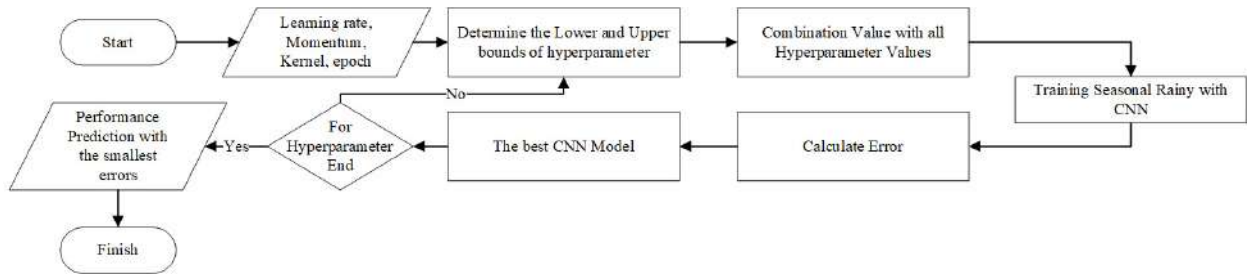 Start
Learning rate,
Momentum,
Kernel, epoch
Determine the Lower and Upper
bounds of hyperparameter
Combination Value with all
Hyperparameter Values
Training Seasonal Rainy with
CNN
Calculate Error
The best CNN Model
For
Hyperparameter
End
No
Yes
Performance
Prediction with
the smallest
errors
Finish